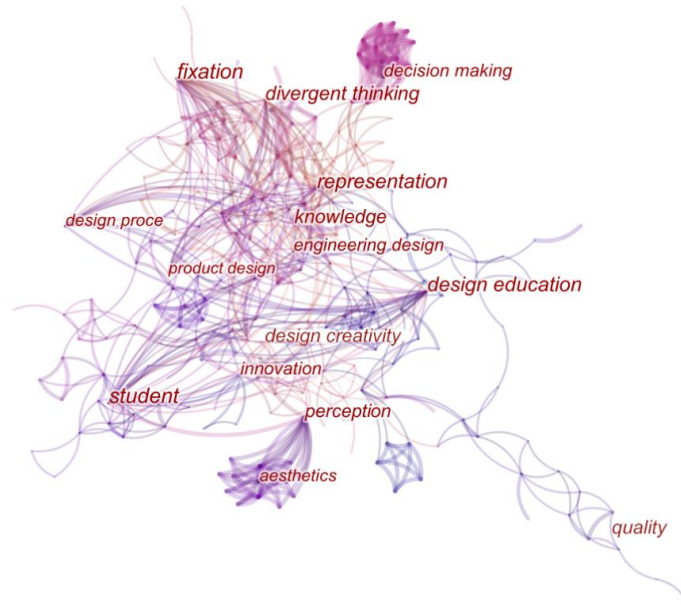 fixation
decision making
divergent thinking
representation
knowledge
design proce
engineering design
product design
design education
design creativity
innovation
student
perception
aesthetics
quality